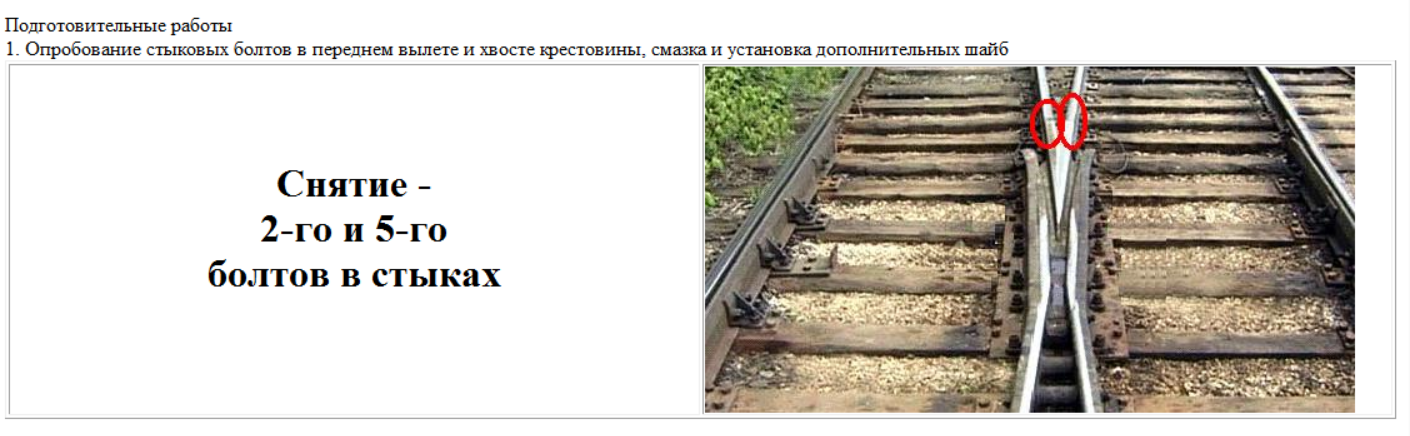 Подготовительные работы
1. Опробование стыковых болтов в переднем вылете и хвосте крестовины, смазка и установка дополнительных шайб
Снятие -
2-го и 5-го
болтов в стыках